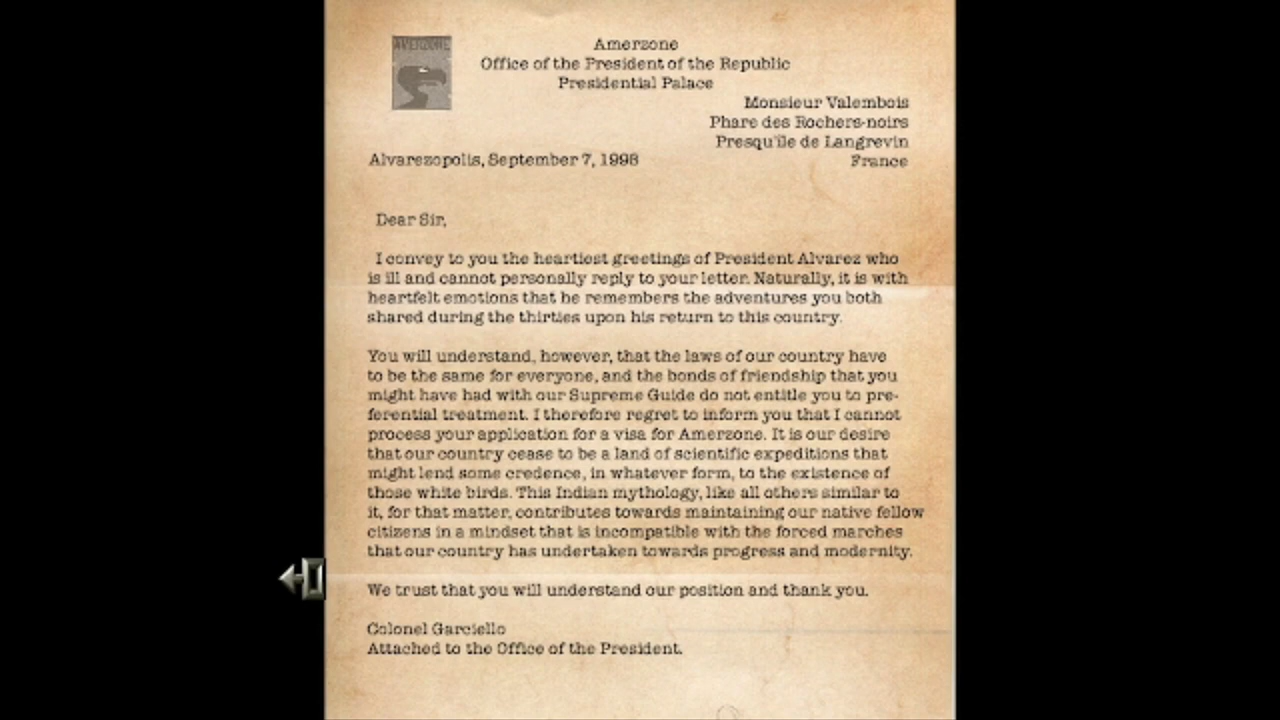 AMERZONE
Amerzone
Office of the President of the Republic
Presidential Palace
Monsieur Valembois
Phare des Rochers-noirs
Presqu'île de Langrevin
France
Alvarezopolis, September 7, 1998
Dear Sir,
I convey to you the heartiest greetings of President Alvarez who
is ill and cannot personally reply to your letter. Naturally, it is with
heartfelt emotions that he remembers the adventures you both
shared during the thirties upon his return to this country.
You will understand, however, that the laws of our country have
to be the same for everyone, and the bonds of friendship that you
might have had with our Supreme Guide do not entitle you to pre-
ferential treatment. I therefore regret to inform you that I cannot
process your application for a visa for Amerzone. It is our desire
that our country cease to be a land of scientific expeditions that
might lend some credence, in whatever form, to the existence of
those white birds. This Indian mythology, like all others similar to
it, for that matter, contributes towards maintaining our native fellow
citizens in a mindset that is incompatible with the forced marches
that our country has undertaken towards progress and modernity.
We trust that you will understand our position and thank you.
Colonel Garciello
Attached to the Office of the President.